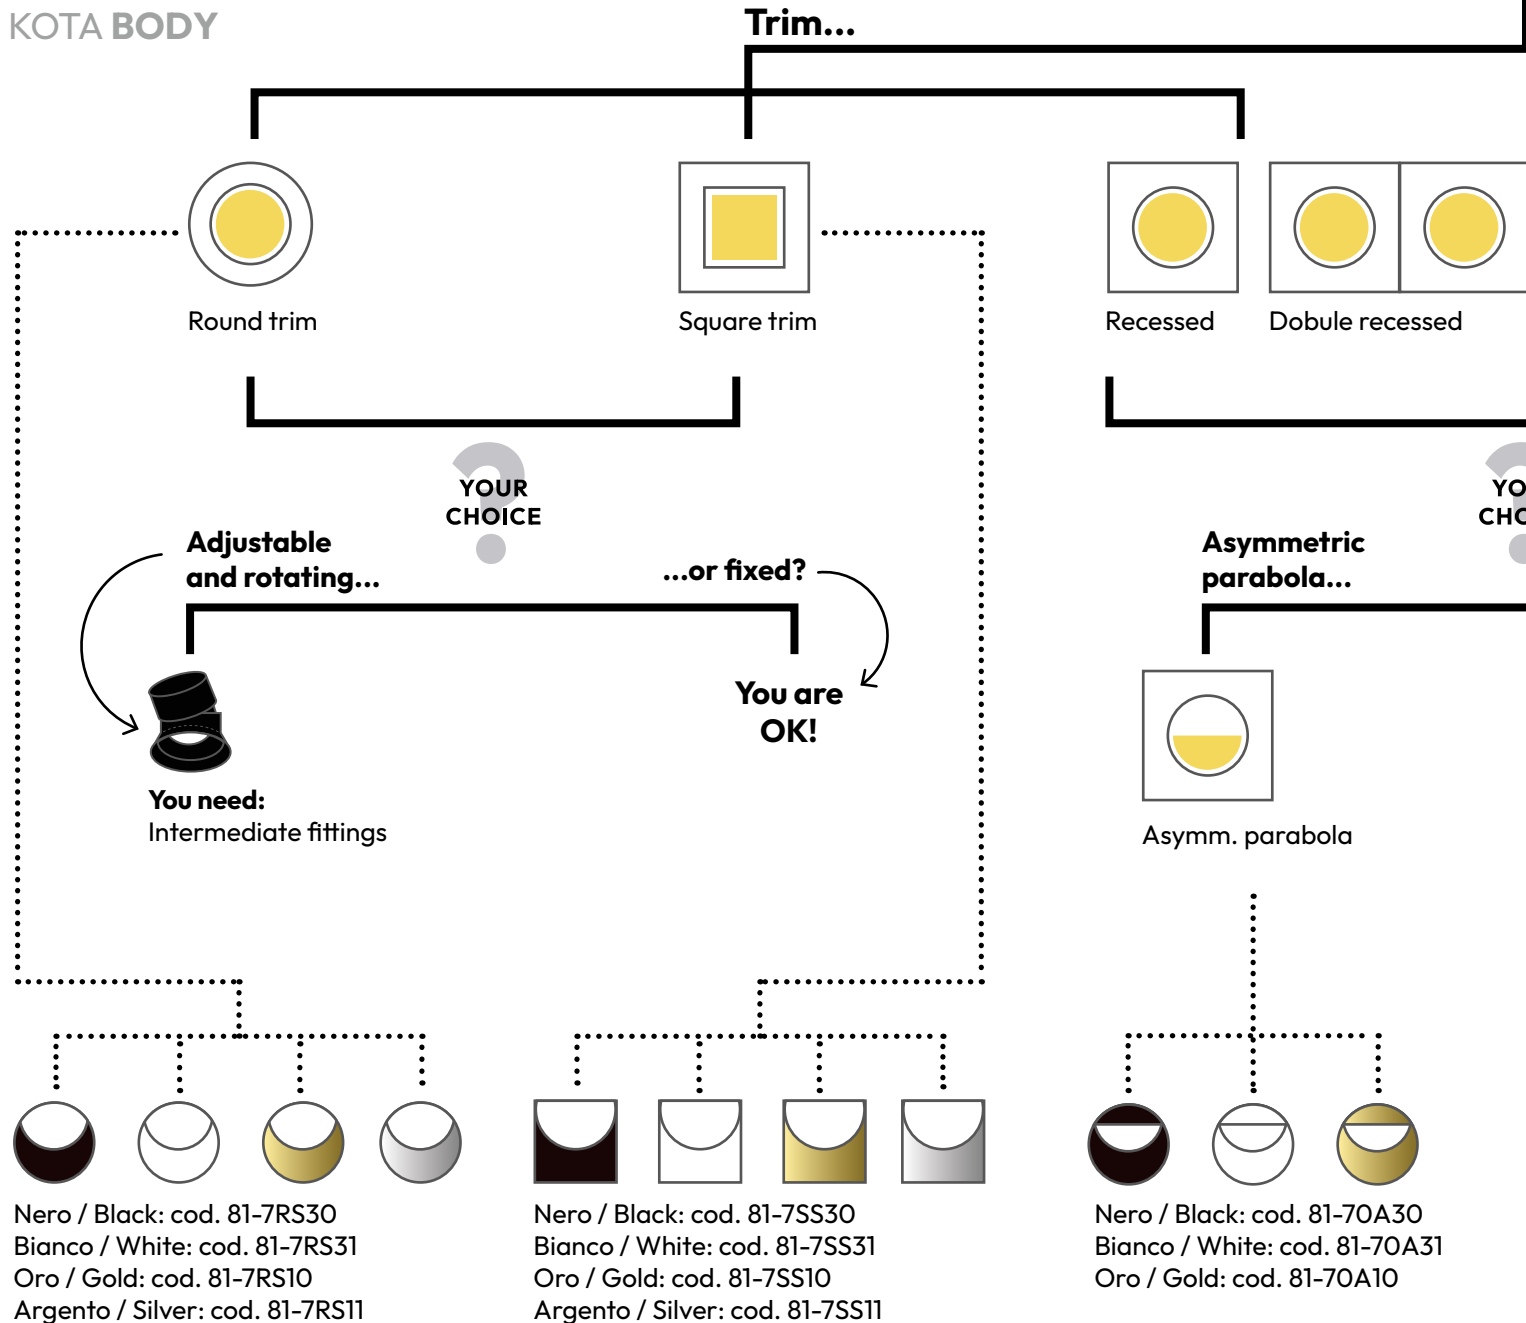 KOTA BODY
Trim...
Round trim
Square trim
Recessed
Dobule recessed
YOUR
CHOICE
Adjustable
and rotating...
...or fixed?
You are
OK!
You need:
Intermediate fittings
YO
CHO
Asymmetric
parabola...
Asymm. parabola
Nero / Black: cod. 81-7RS30
Bianco / White: cod. 81-7RS31
Oro / Gold: cod. 81-7RS10
Argento / Silver: cod. 81-7RS11
Nero / Black: cod. 81-7SS30
Bianco / White: cod. 81-7SS31
Oro / Gold: cod. 81-7SS10
Argento / Silver: cod. 81-7SS11
Nero / Black: cod. 81-70A30
Bianco / White: cod. 81-70A31
Oro / Gold: cod. 81-70A10